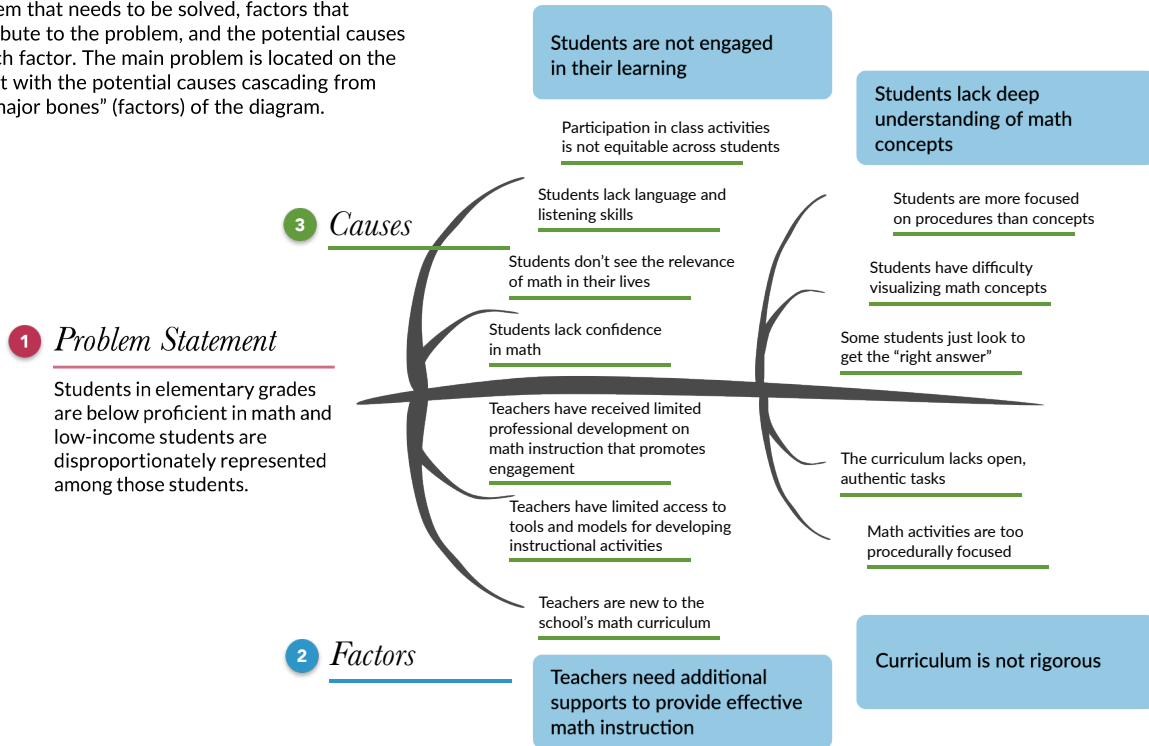 em that needs to be solved, factors that
bute to the problem, and the potential causes
ch factor. The main problem is located on the
t with the potential causes cascading from
major bones” (factors) of the diagram.
Students are not engaged
in their learning
Students lack deep
understanding of math
concepts
Participation in class activities
is not equitable across students
Students lack language and
listening skills
3 Causes
Students don’t see the relevance
of math in their lives
Students lack confidence
in math
Students are more focused
on procedures than concepts
Students have difficulty
visualizing math concepts
Some students just look to
get the “right answer”
1 Problem Statement
Students in elementary grades
are below proficient in math and
low-income students are
disproportionately represented
among those students.
Teachers have received limited
professional development on
math instruction that promotes
engagement
Teachers have limited access to
tools and models for developing
instructional activities
Teachers are new to the
school’s math curriculum
The curriculum lacks open,
authentic tasks
Math activities are too
procedurally focused
2 Factors
Teachers need additional
supports to provide effective
math instruction
Curriculum is not rigorous